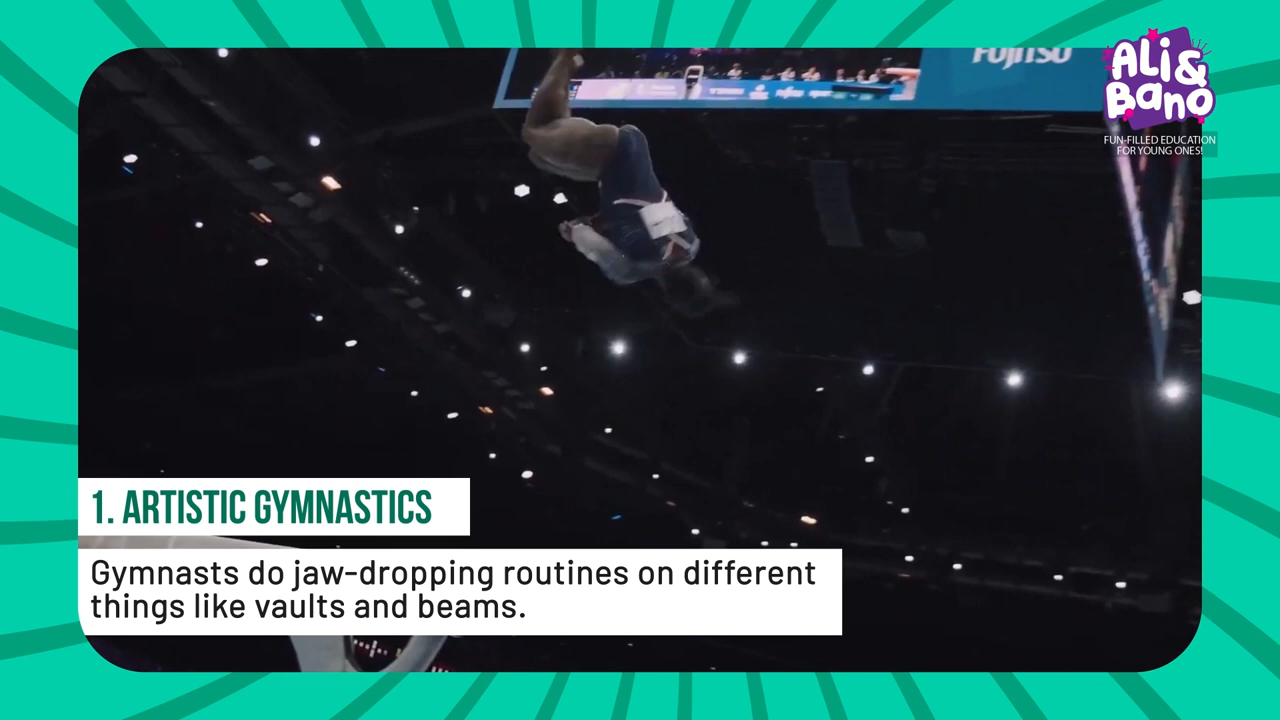 FUJITSU
Ali &
Bano
FUN-FILLED EDUCATION
FOR YOUNG ONES!
1. ARTISTIC GYMNASTICS
Gymnasts do jaw-dropping routines on different
things like vaults and beams.